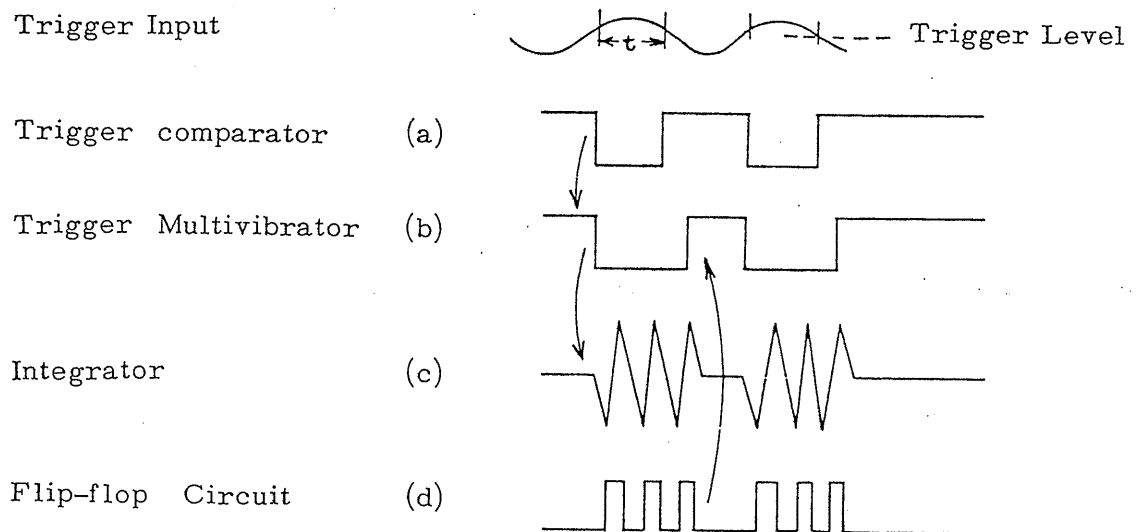 Trigger Input
t
Trigger Level
Trigger comparator (a)
Trigger Multivibrator (b)
Integrator (c)
Flip-flop Circuit (d)